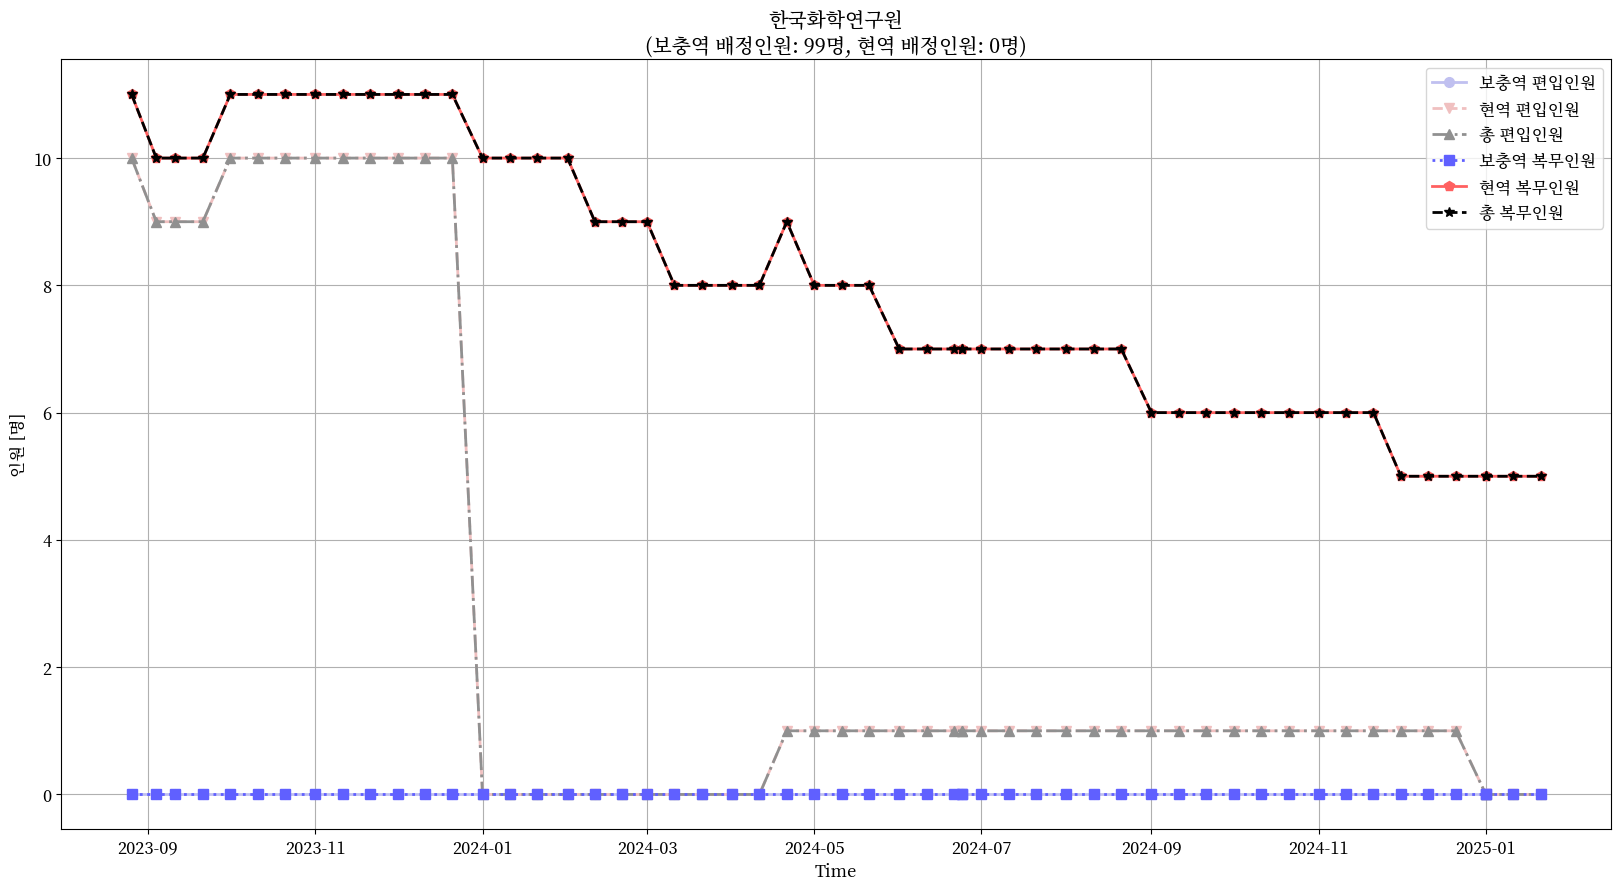 한국화학연구원
(보충역 배정인원: 99명, 현역 배정인원: 0명)
보충역 편입인원
현역 편입인원
총 편입인원
보충역 복무인원
현역 복무인원
총 복무인원
인원 [명]
10
8
6
4
2
0
2023-09
2023-11
2024-01
2024-03
2024-05
2024-07
2024-09
2024-11
2025-01
Time